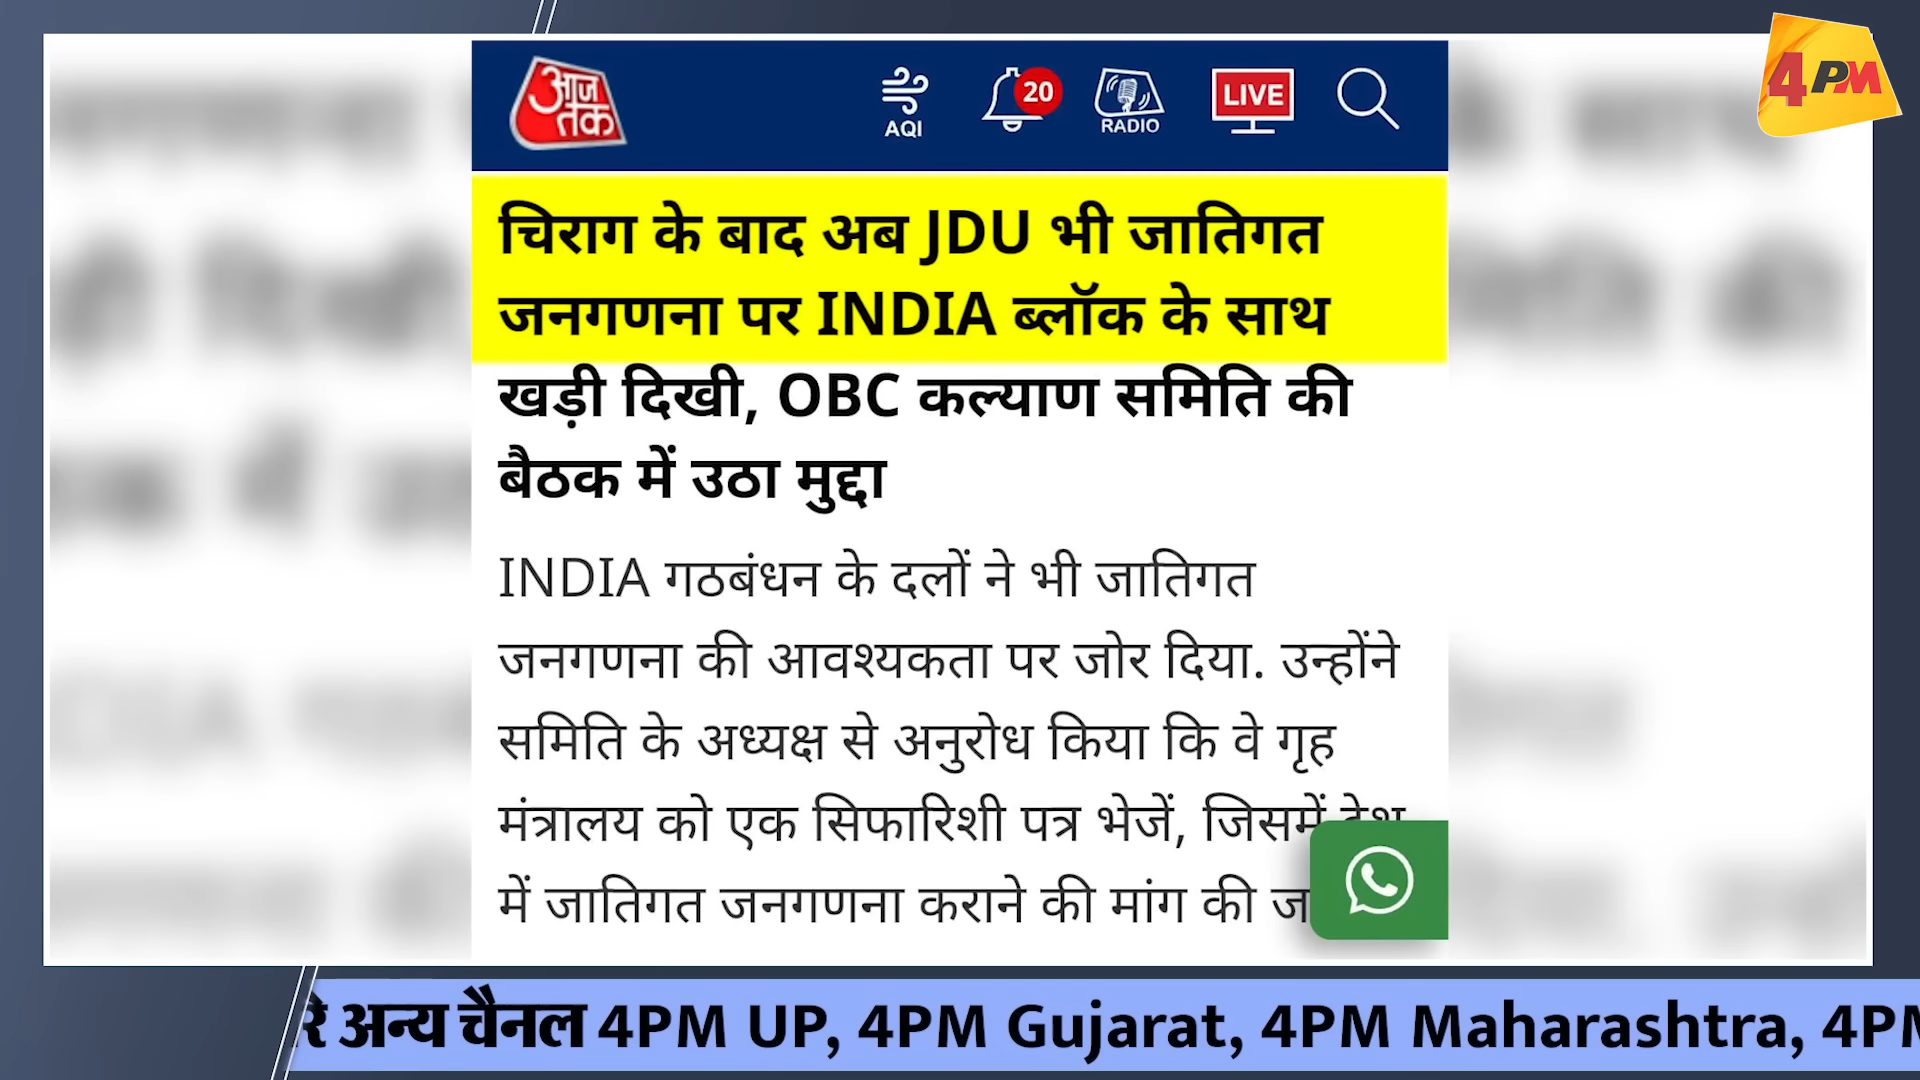 आज
तक
AQI
20
RADIO
LIVE
4PM
चिराग के बाद अब JDU भी जातिगत
जनगणना पर INDIA ब्लॉक के साथ
खड़ी दिखी, OBC कल्याण समिति की
बैठक में उठा मुद्दा
INDIA गठबंधन के दलों ने भी जातिगत
जनगणना की आवश्यकता पर जोर दिया. उन्होंने
समिति के अध्यक्ष से अनुरोध किया कि वे गृह
मंत्रालय को एक सिफारिशी पत्र भेजें, जिसमें
में जातिगत जनगणना कराने की मांग की
अन्य चैनल 4PM UP, 4PM Gujarat, 4PM Maharashtra,